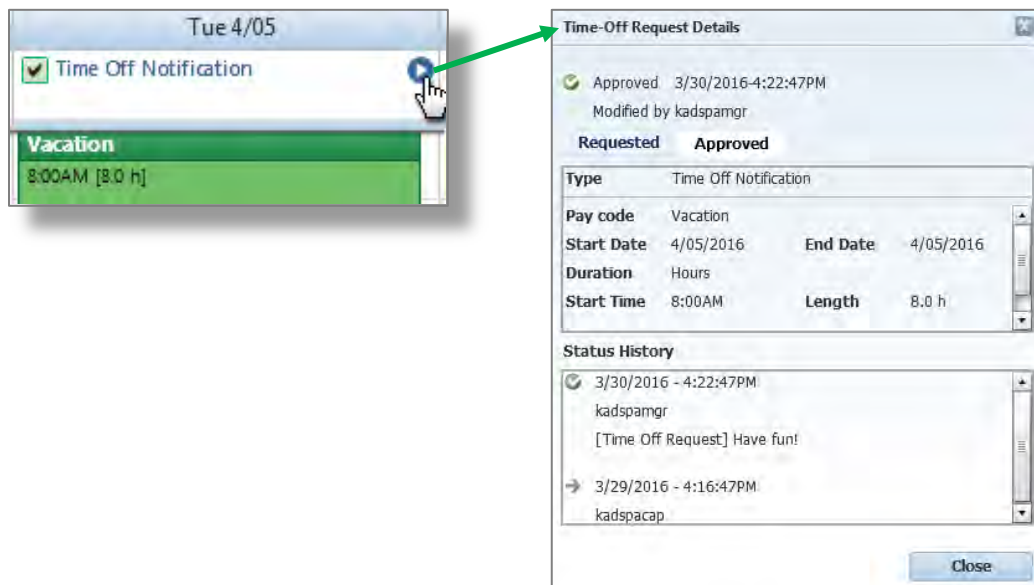 Tue 4/05
Time Off Notification
Vacation
8:00AM [8.0 h]
Time-Off Request Details
Approved 3/30/2016-4:22:47PM
Modified by kadspamgr
Requested Approved
Type Time Off Notification
Pay code Vacation
Start Date 4/05/2016 End Date 4/05/2016
Duration Hours
Start Time 8:00AM Length 8.0 h
Status History
3/30/2016 - 4:22:47PM
kadspamgr
[Time Off Request] Have fun!
3/29/2016 - 4:16:47PM
kadspacap
Close